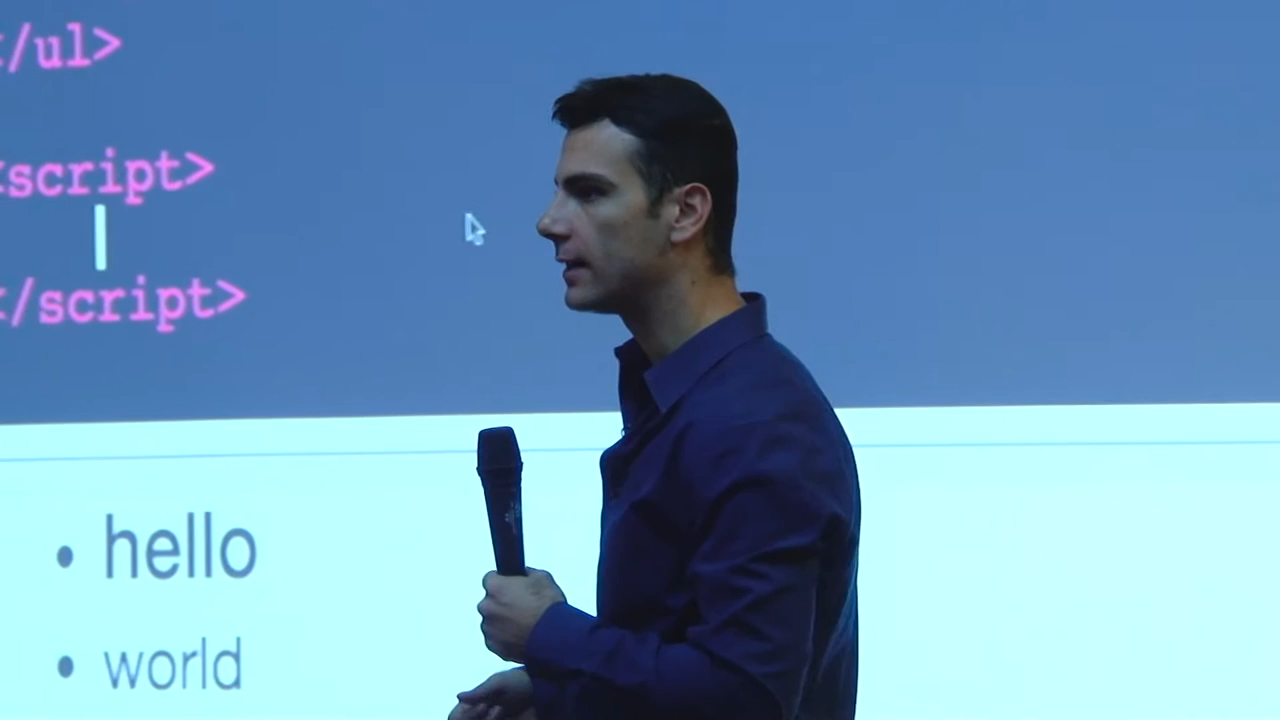 </ul>
<script>
</script>
• hello
• world